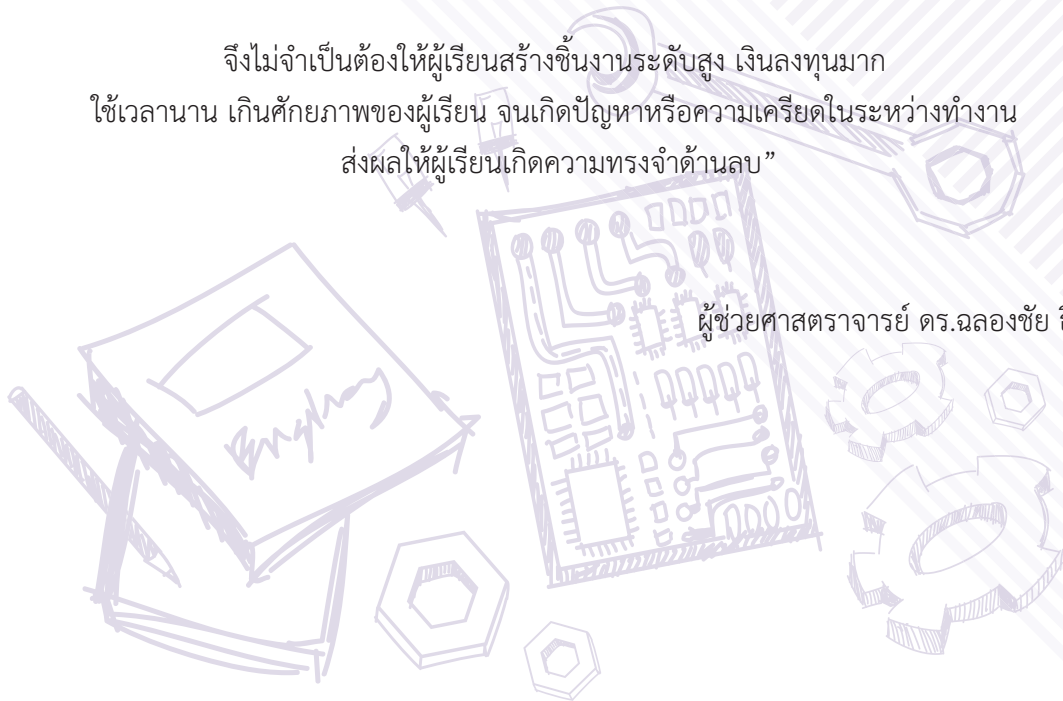 จึงไม่จำเป็นต้องให้ผู้เรียนสร้างชิ้นงานระดับสูง เงินลงทุนมาก
ใช้เวลานาน เกินศักยภาพของผู้เรียน จนเกิดปัญหาหรือความเครียดในระหว่างทำงาน
ส่งผลให้ผู้เรียนเกิดความทรงจำด้านลบ”
ผู้ช่วยศาสตราจารย์ ดร.ฉลองชัย